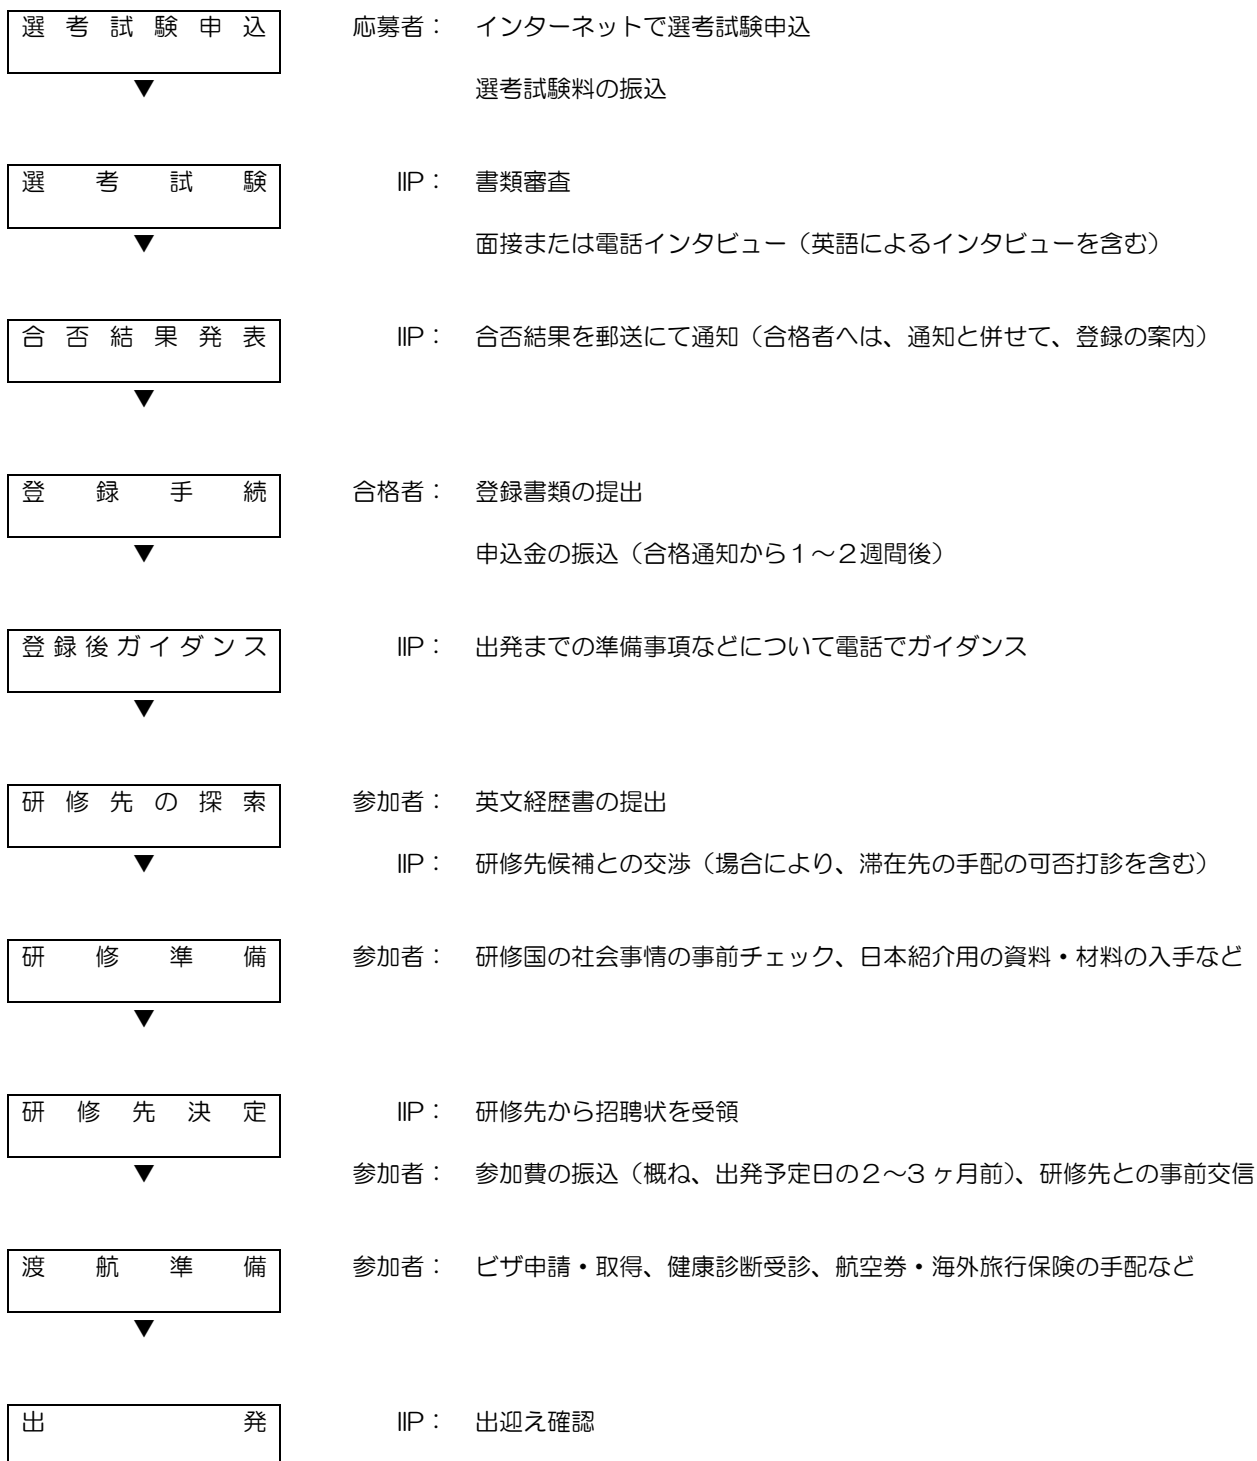 選考試験申込 応募者： インターネットで選考試験申込
▼ 選考試験料の振込
選考試験 IIP： 書類審査
▼ 面接または電話インタビュー（英語によるインタビューを含む）
合否結果発表 IIP： 合否結果を郵送にて通知（合格者へは、通知と併せて、登録の案内）
▼
登録手続 合格者： 登録書類の提出
▼ 申込金の振込（合格通知から１～２週間後）
登録後ガイダンス IIP： 出発までの準備事項などについて電話でガイダンス
▼
研修先の探索 参加者： 英文経歴書の提出
▼ IIP： 研修先候補との交渉（場合により、滞在先の手配の可否打診を含む）
研修準備 参加者： 研修国の社会事情の事前チェック、日本紹介用の資料・材料の入手など
▼
研修先決定 IIP： 研修先から招聘状を受領
▼ 参加者： 参加費の振込（概ね、出発予定日の２～３ヶ月前）、研修先との事前交信
渡航準備 参加者： ビザ申請・取得、健康診断受診、航空券・海外旅行保険の手配など
▼
出発 IIP： 出迎え確認